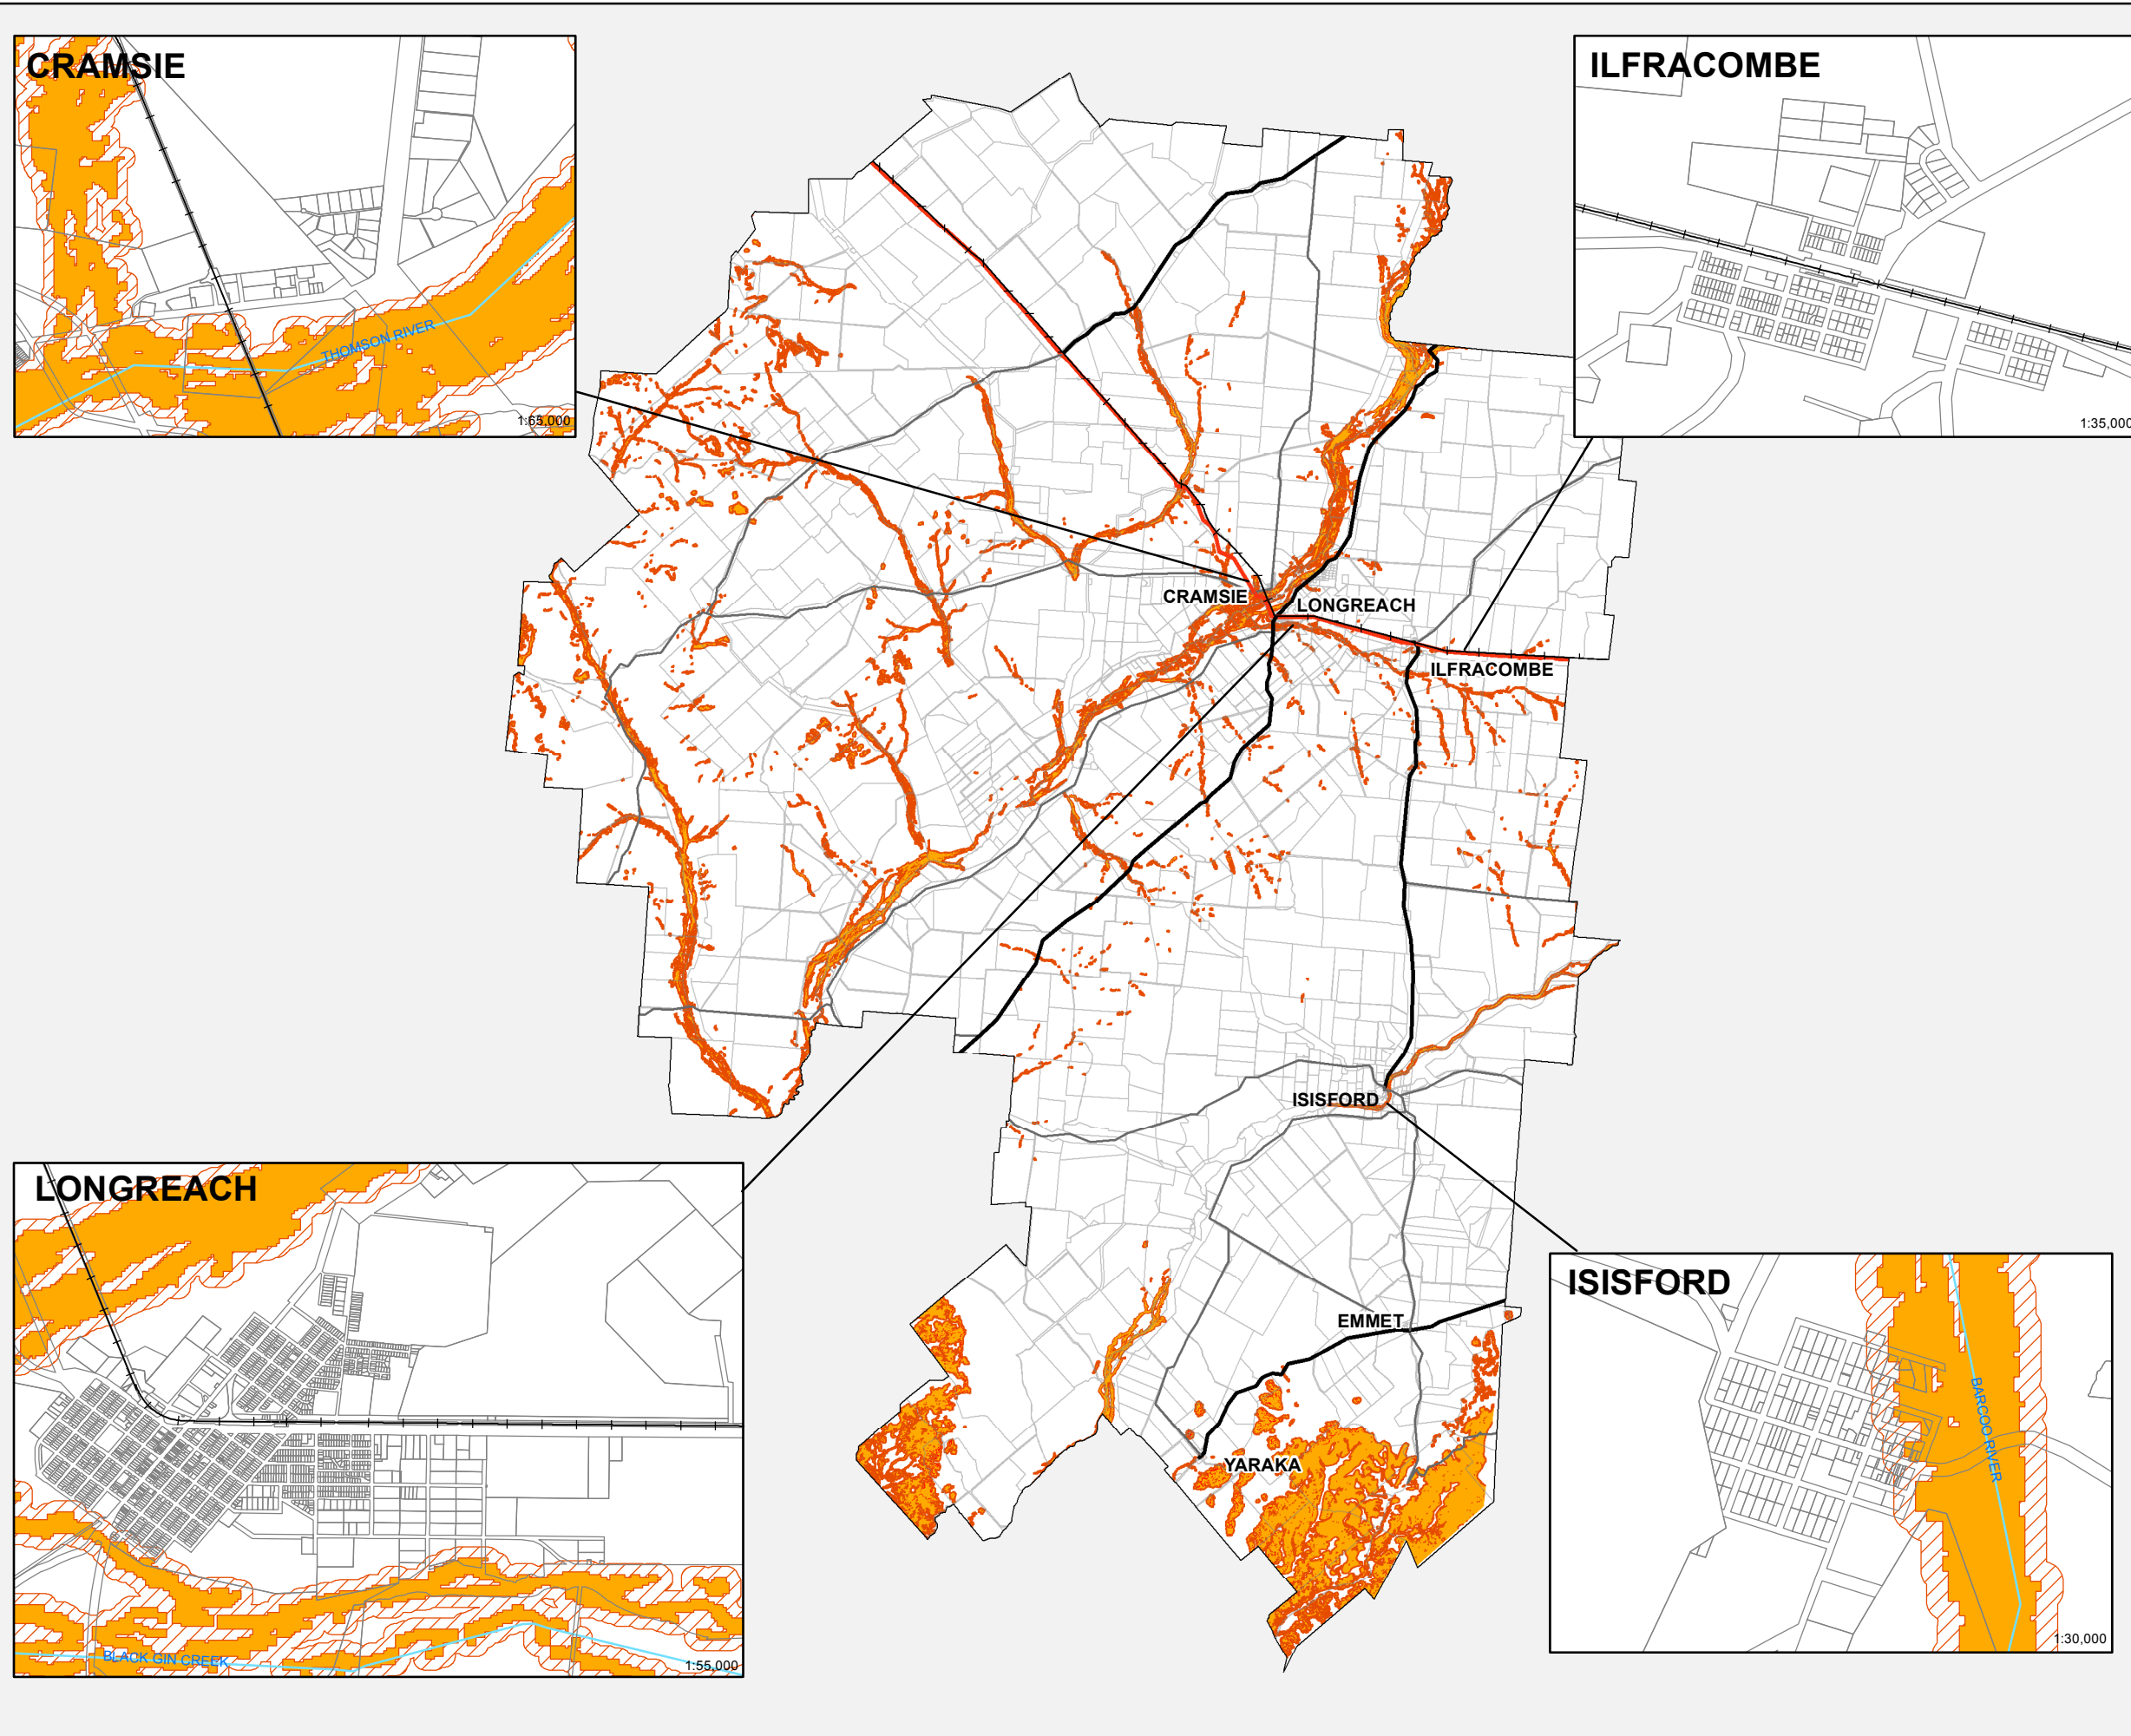 CRAMSIE
THOMSON RIVER
1:65,000
ILFRACOMBE
1:35,000
CRAMSIE
LONGREACH
ILFRACOMBE
ISISFORD
EMMET
YARAKA
LONGREACH
BLACK GIN CREEK
1:55,000
ISISFORD
BARCOO RIVER
1:30,000